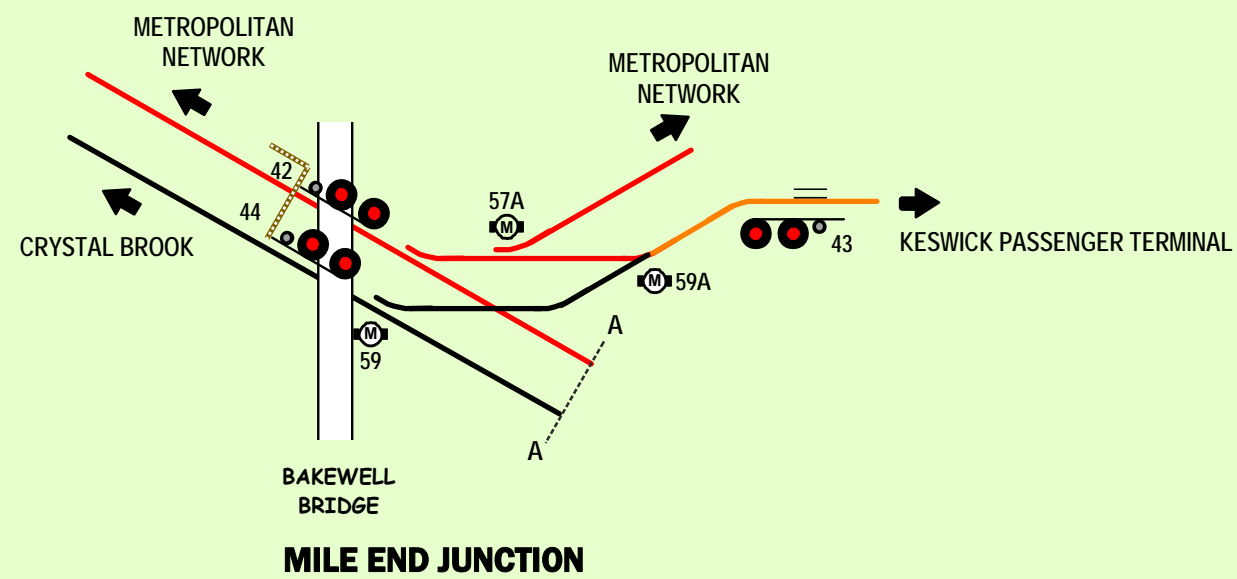 METROPOLITAN
NETWORK
METROPOLITAN
NETWORK
42
44
57A
M
CRYSTAL BROOK
43
KESWICK PASSENGER TERMINAL
M
59A
M
59
A
A
BAKEWELL
BRIDGE
MILE END JUNCTION